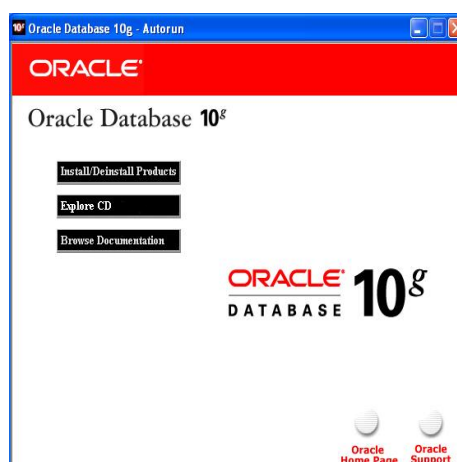 10g Oracle Database 10g - Autorun
ORACLE
Oracle Database 10g
Install/Deinstall Products
Explore CD
Browse Documentation
ORACLE 10g
DATABASE
Oracle Oracle
Home Page Support